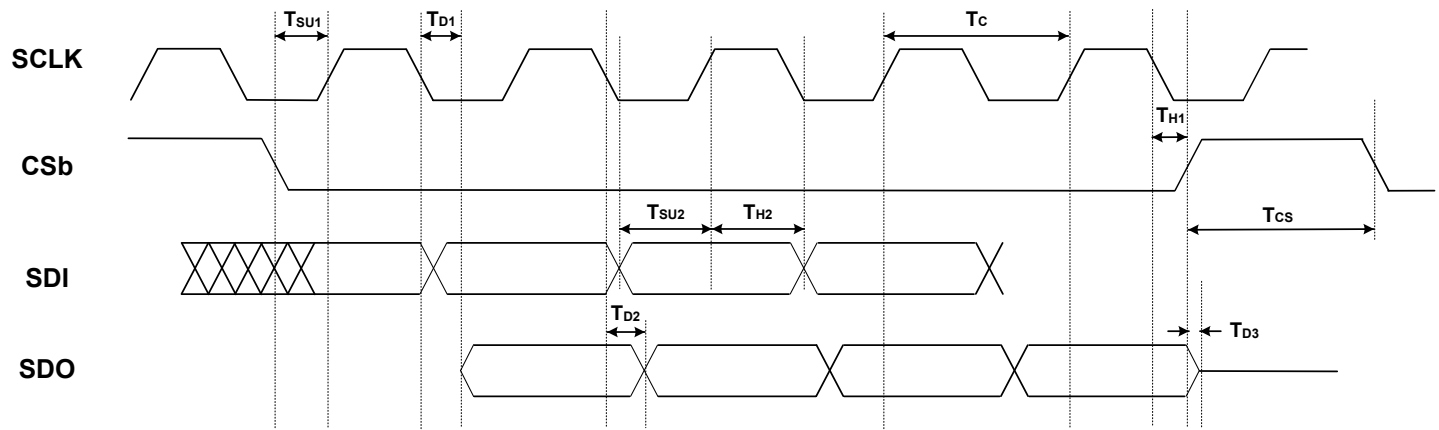 TSU1
TD1
TC
SCLK
TH1
CSb
TSU2
TH2
TCS
SDI
TD2
TD3
SDO